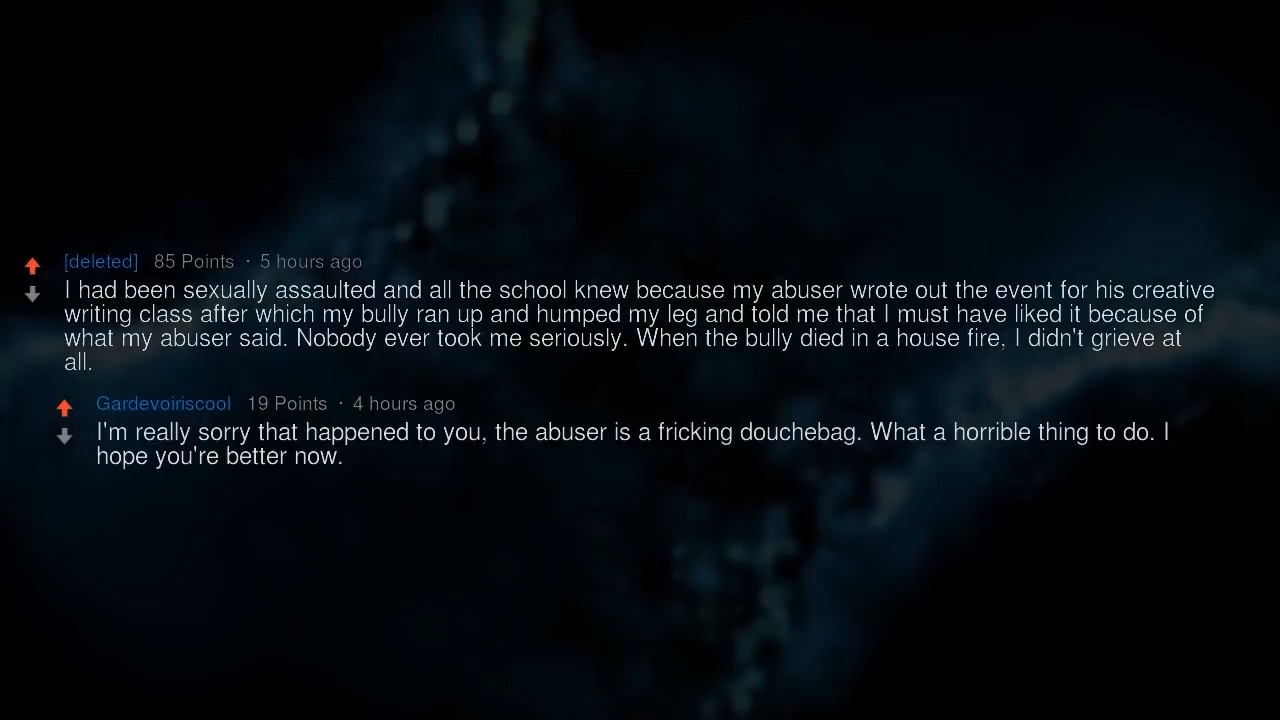 [deleted] 85 Points · 5 hours ago
I had been sexually assaulted and all the school knew because my abuser wrote out the event for his creative
writing class after which my bully ran up and humped my leg and told me that I must have liked it because of
what my abuser said. Nobody ever took me seriously. When the bully died in a house fire, I didn't grieve at
all.
Gardevoiriscool 19 Points · 4 hours ago
I'm really sorry that happened to you, the abuser is a fricking douchebag. What a horrible thing to do. I
hope you're better now.